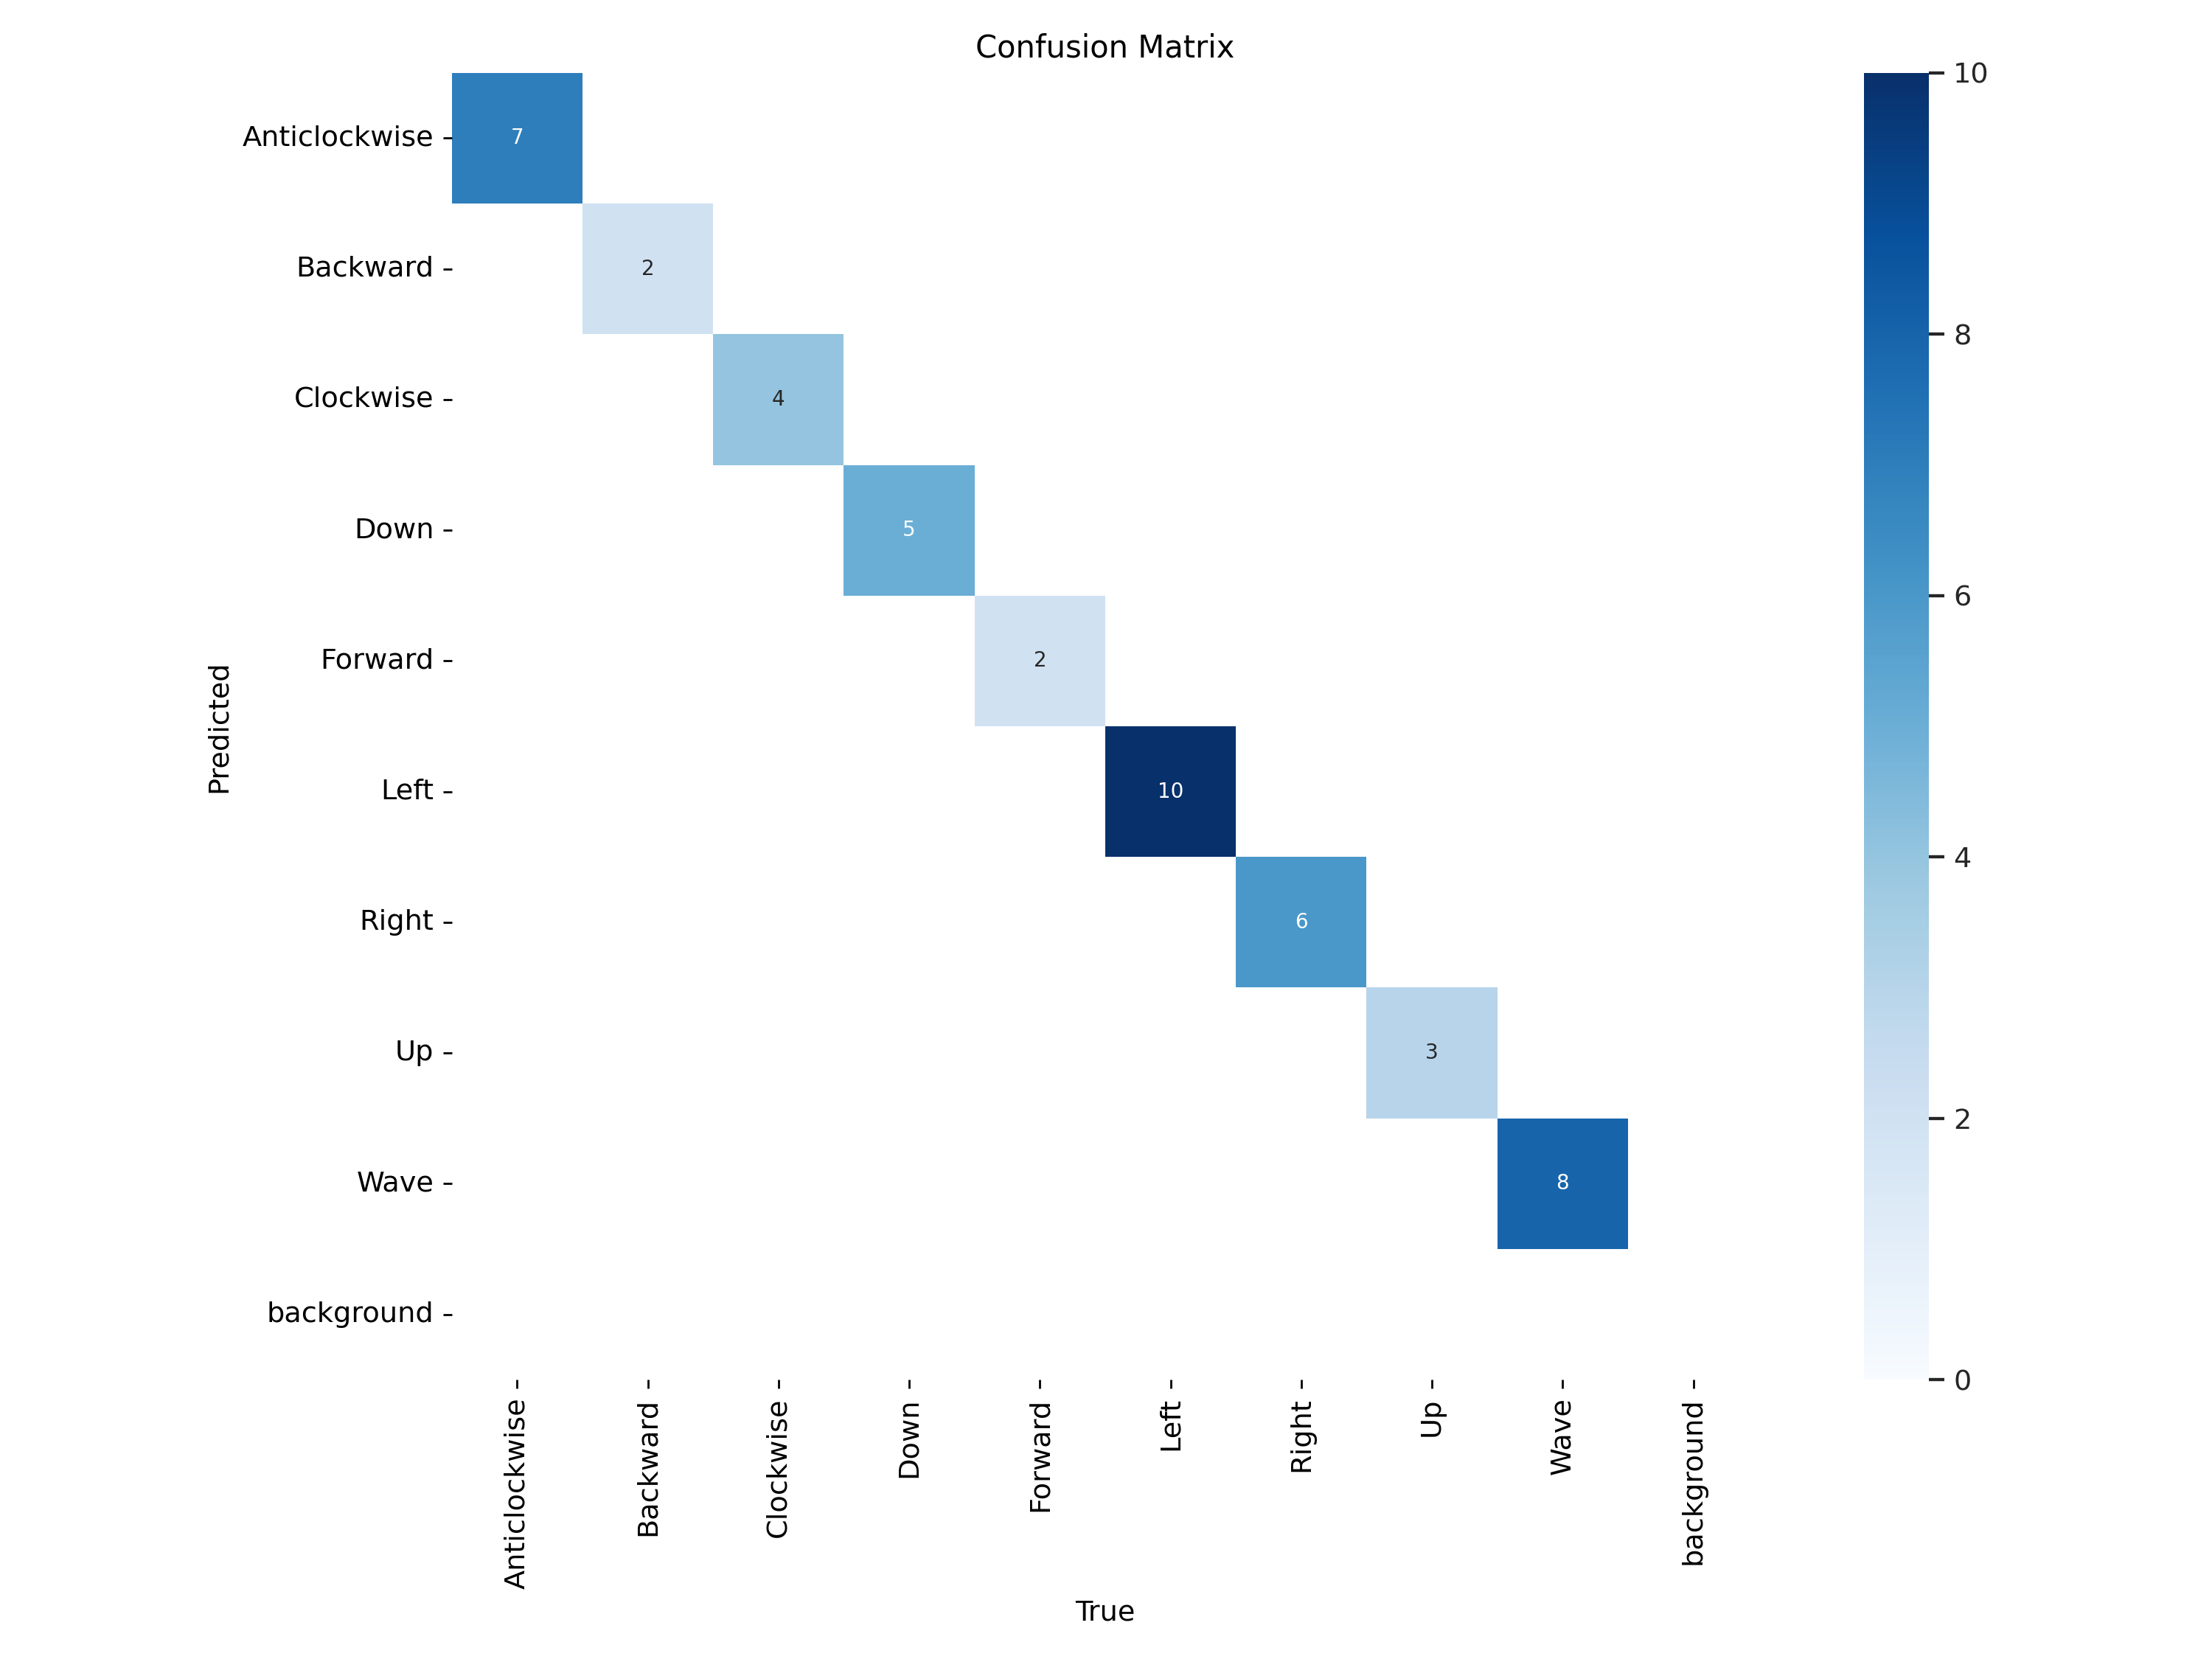 Confusion Matrix
Anticlockwise
Backward
Clockwise
Down
Forward
Left
Right
Up
Wave
background
Predicted
7
2
4
5
2
10
6
3
8
Anticlockwise
Backward
Clockwise
Down
Forward
Left
Right
Up
Wave
background
True
10
8
6
4
2
0